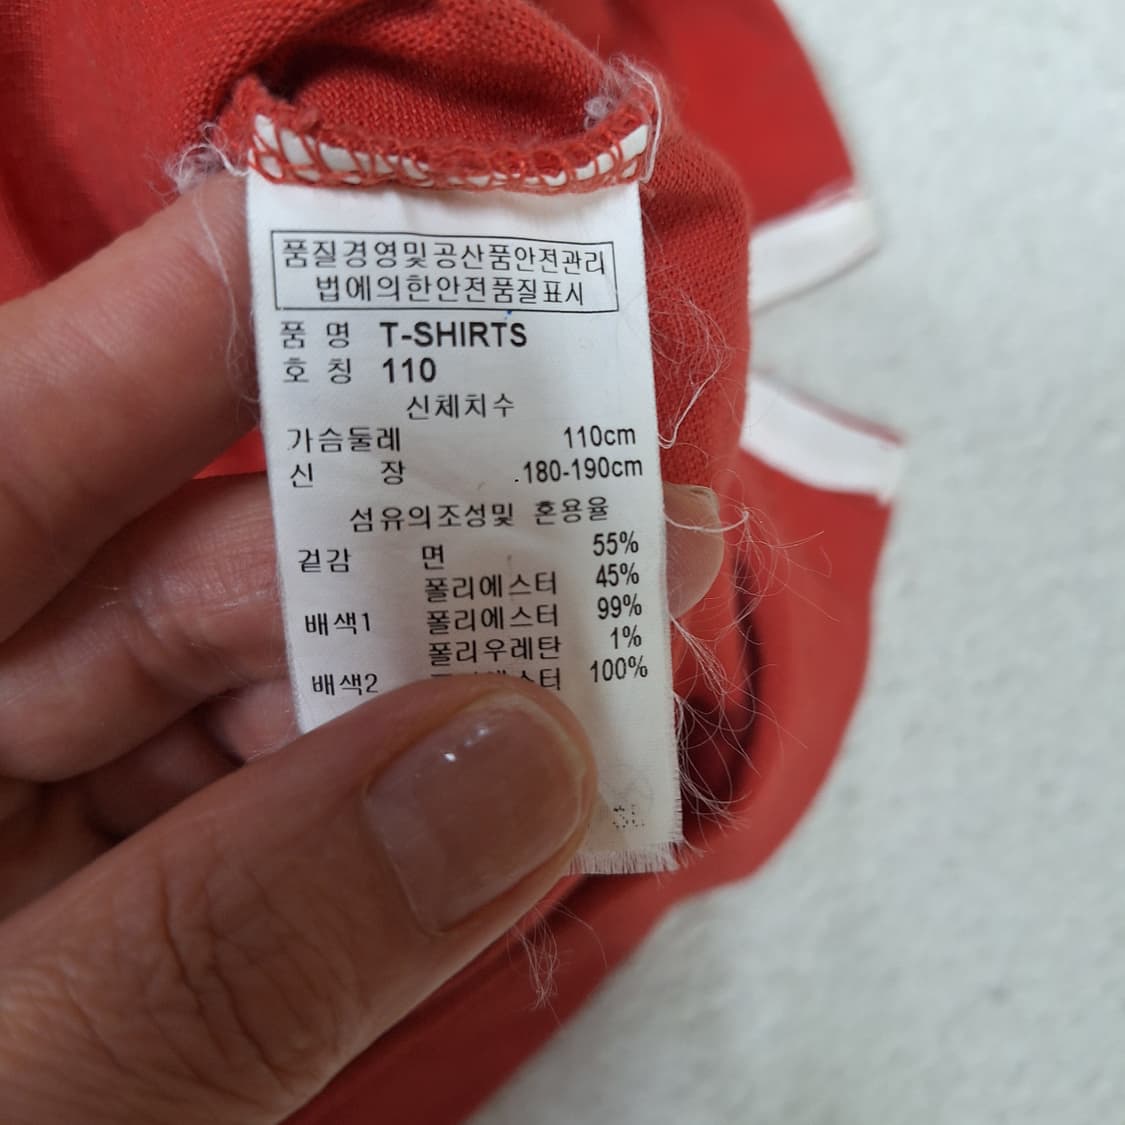 품질경영및공산품안전관리
법에의한안전품질표시
품 명 T-SHIRTS
호 칭 110
신체치수
가슴둘레 110cm
신 장 180-190cm
섬유의조성및 혼용율
겉감 면 55%
폴리에스터 45%
배색1 폴리에스터 99%
폴리우레탄 1%
배색2 100%